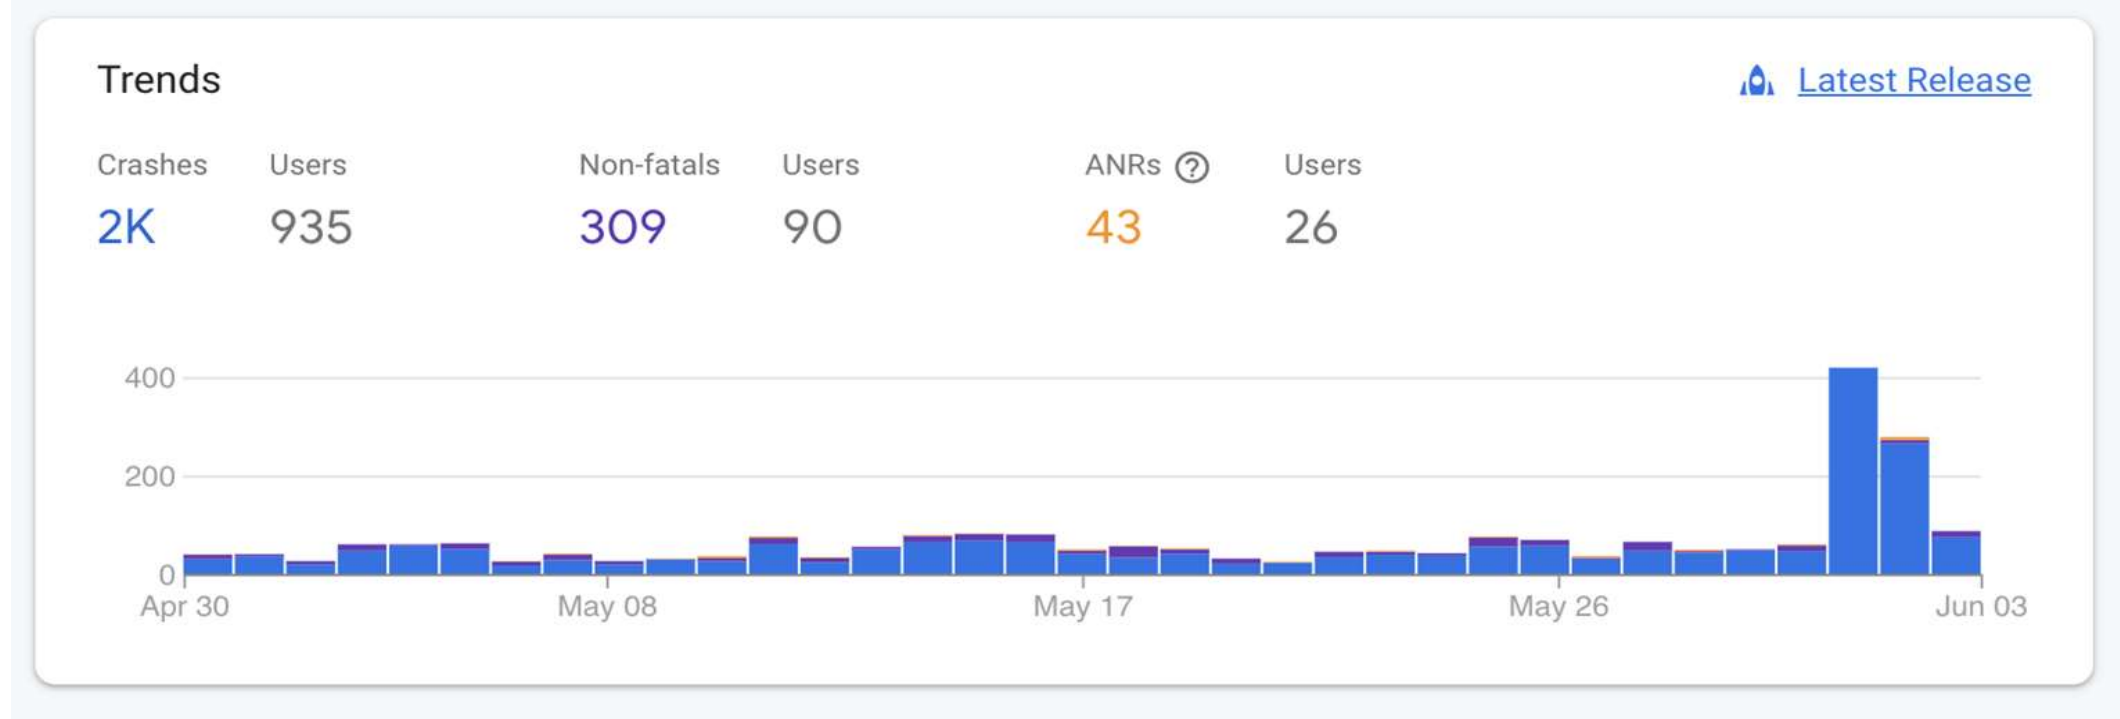 Trends
Latest Release
Crashes Users Non-fatals Users ANRs ? Users
2K 935 309 90 43 26
400
200
0
Apr 30 May 08 May 17 May 26 Jun 03